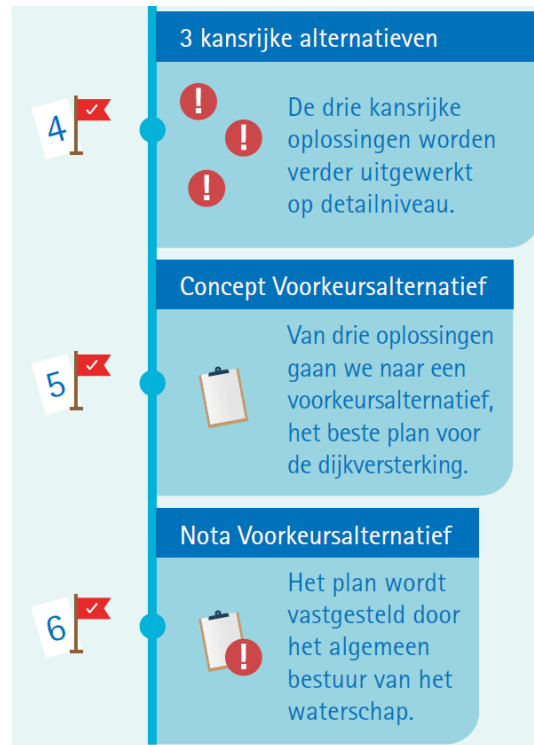 3 kansrijke alternatieven
4
De drie kansrijke
oplossingen worden
verder uitgewerkt
op detailniveau.
Concept Voorkeursalternatief
5
Van drie oplossingen
gaan we naar een
voorkeursalternatief,
het beste plan voor
de dijkversterking.
Nota Voorkeursalternatief
6
Het plan wordt
vastgesteld door
het algemeen
bestuur van het
waterschap.